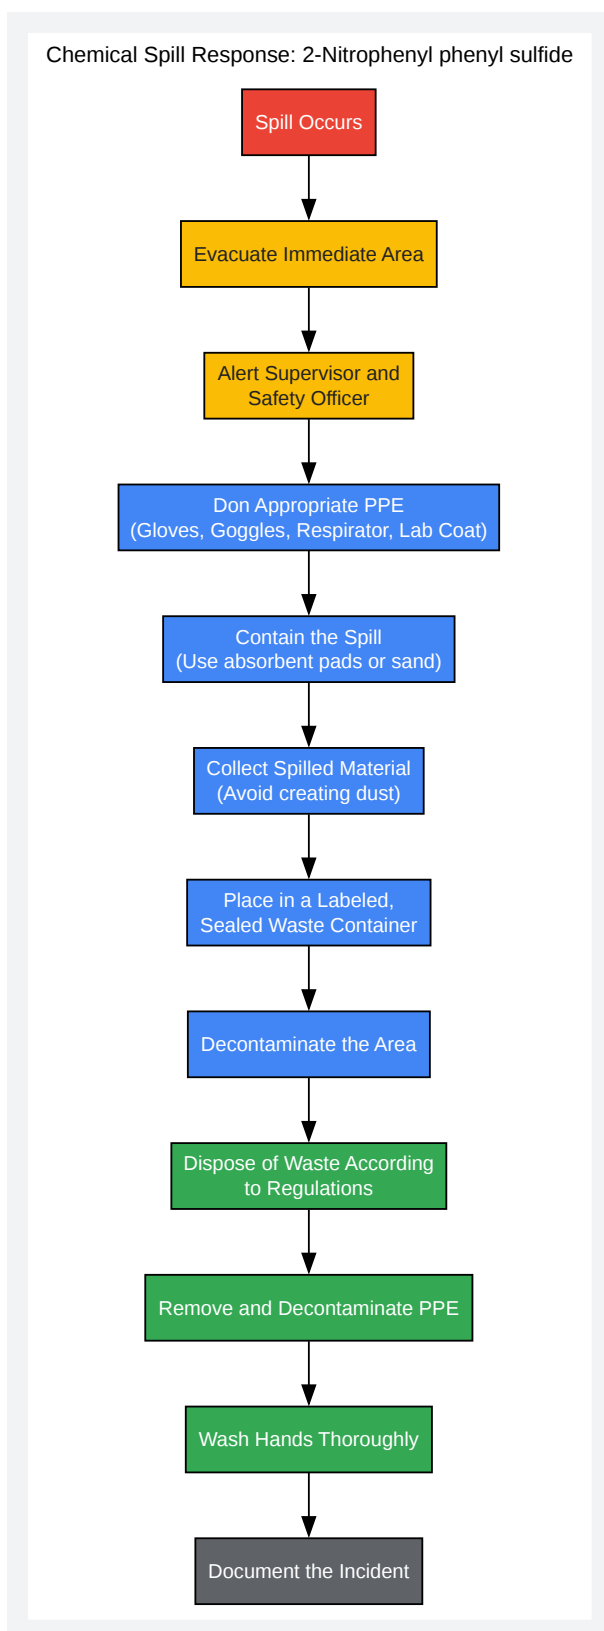 Chemical Spill Response: 2-Nitrophenyl phenyl sulfide
Spill Occurs
Evacuate Immediate Area
Alert Supervisor and
Safety Officer
Don Appropriate PPE
(Gloves, Goggles, Respirator, Lab Coat)
Contain the Spill
(Use absorbent pads or sand)
Collect Spilled Material
(Avoid creating dust)
Place in a Labeled,
Sealed Waste Container
Decontaminate the Area
Dispose of Waste According
to Regulations
Remove and Decontaminate PPE
Wash Hands Thoroughly
Document the Incident